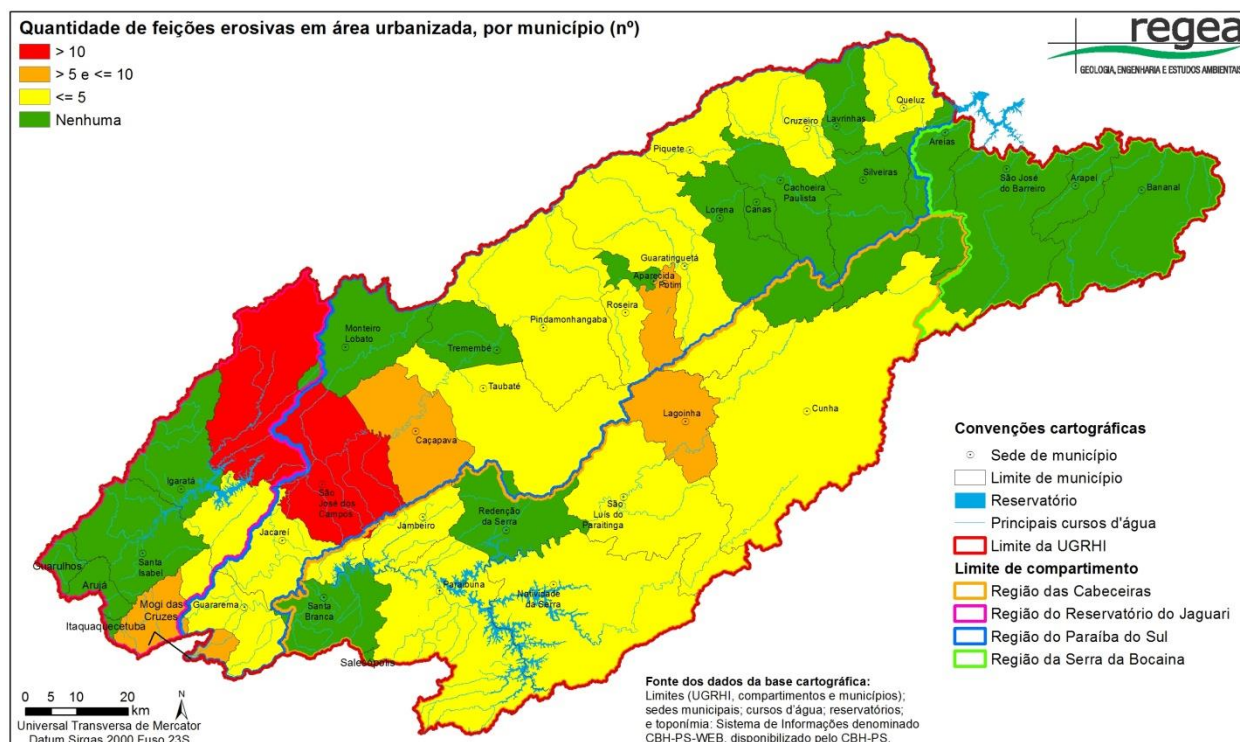 Quantidade de feições erosivas em área urbanizada, por município (nº)
> 10
> 5 e <= 10
<= 5
Nenhuma
regea
GEOLOGIA, ENGENHARIA E ESTUDOS AMBIENTAIS
Queluz
Lavrinhas
Cruzeiro
Areias
Piquete
São José
do Barreiro
Arapeí
Bananal
Silveiras
Cachoeira
Paulista
Canas
Lorena
Guaratinguetá
Aparecida
Potim
Roseira
Pindamonhangaba
Monteiro
Lobato
Tremembé
Taubaté
Cunha
Lagoinha
Caçapava
Igaratá
São
José dos
Campos
São
Luís do
Paraitinga
Redenção
da Serra
Jambeiro
Jacareí
Santa
Isabel
Guarulhos
Arujá
Mogi das
Cruzes
Itaquaquecetuba
Guararema
Santa
Branca
Paraibuna
Natividade
da Serra
Salesópolis
Convenções cartográficas
Sede de município
Limite de município
Reservatório
Principais cursos d'água
Limite da UGRHI
Limite de compartimento
Região das Cabeceiras
Região do Reservatório do Jaguari
Região do Paraíba do Sul
Região da Serra da Bocaina
0 5 10 20
km
N
Universal Transversa de Mercator
Datum Sirgas 2000 Fuso 23S
Fonte dos dados da base cartográfica:
Limites (UGRHI, compartimentos e municípios);
sedes municipais; cursos d'água; reservatórios;
e toponímia: Sistema de Informações denominado
CBH-PS-WEB, disponibilizado pelo CBH-PS.